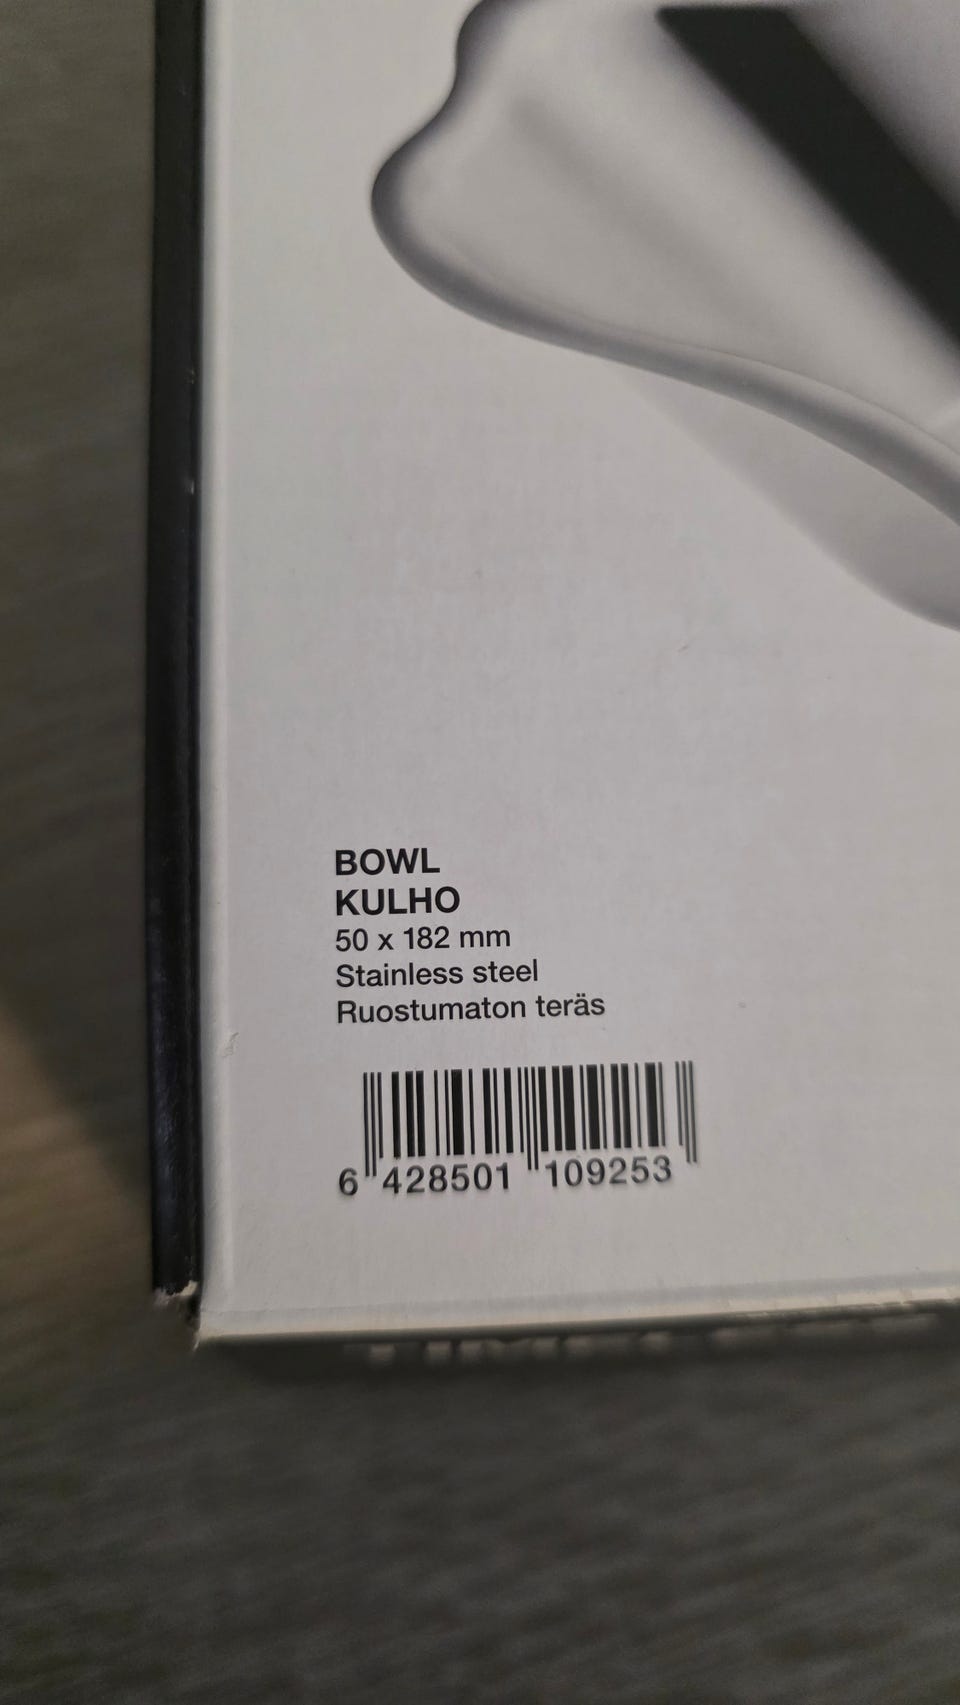 BOWL
KULHO
50 x 182 mm
Stainless steel
Ruostumaton teräs
6 428501 109253